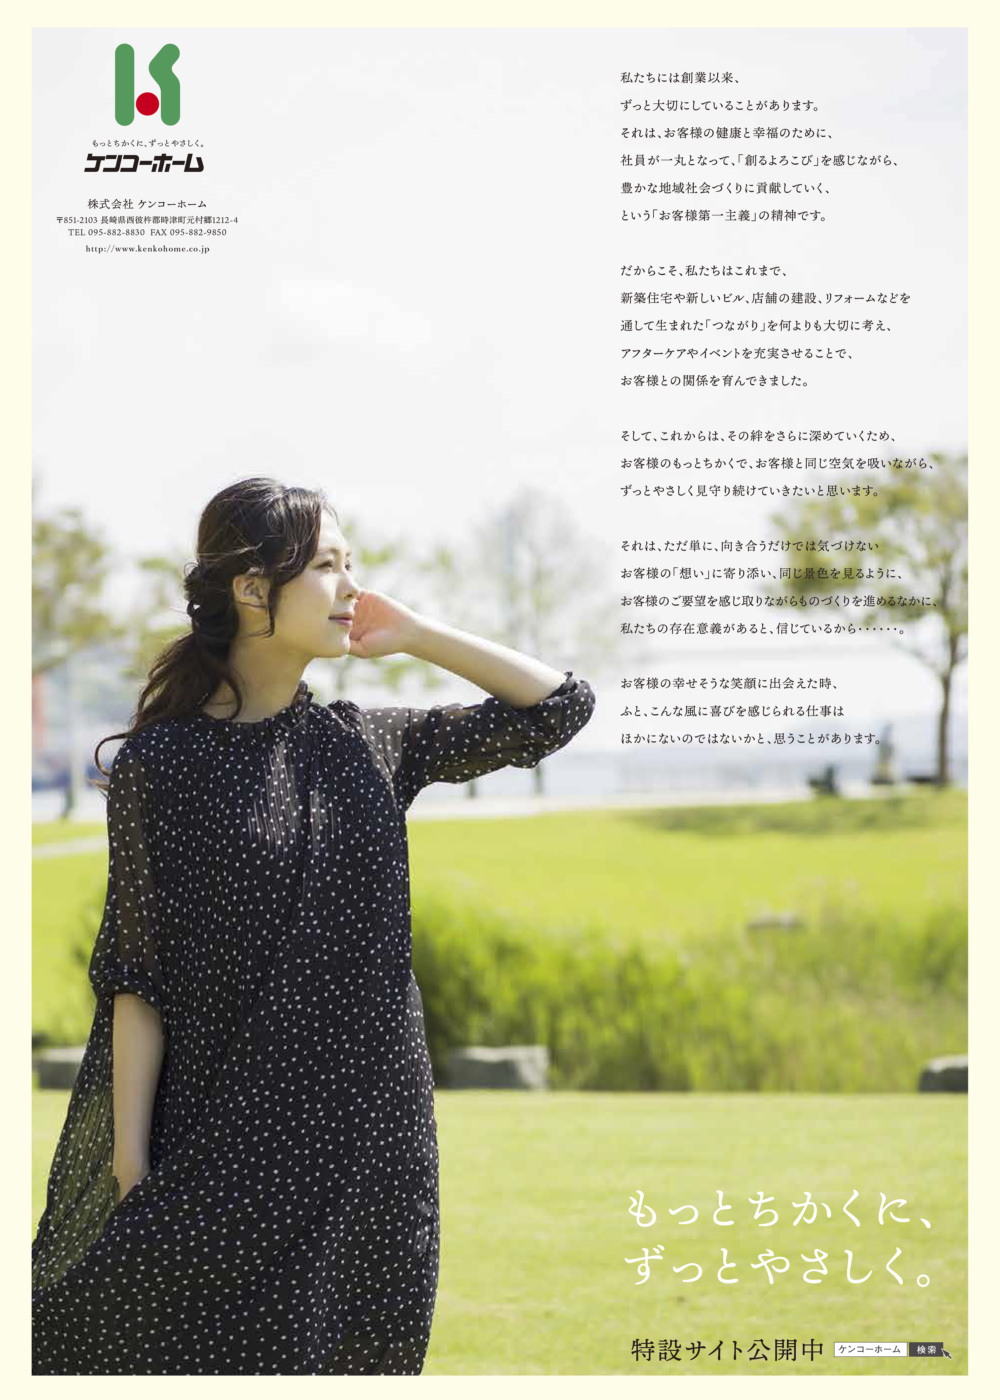 もっとちかくに、ずっとやさしく。
ケンコーホーム
株式会社 ケンコーホーム
〒851-2103 長崎県西彼杵郡時津町元村郷1212-4
TEL 095-882-8830 FAX 095-882-9850
http://www.kenkohome.co.jp
私たちには創業以来、
ずっと大切にしていることがあります。
それは、お客様の健康と幸福のために、
社員が一丸となって、「創るよろこび」を感じながら、
豊かな地域社会づくりに貢献していく、
という「お客様第一主義」の精神です。
だからこそ、私たちはこれまで、
新築住宅や新しいビル、店舗の建設、リフォームなどを
通して生まれた「つながり」を何よりも大切に考え、
アフターケアやイベントを充実させることで、
お客様との関係を育んできました。
そして、これからは、その絆をさらに深めていくため、
お客様のもっとちかくで、お客様と同じ空気を吸いながら、
ずっとやさしく見守り続けていきたいと思います。
それは、ただ単に、向き合うだけでは気づけない
お客様の「想い」に寄り添い、同じ景色を見るように、
お客様のご要望を感じ取りながらものづくりを進めるなかに、
私たちの存在意義があると、信じているから・・・・・・。
お客様の幸せそうな笑顔に出会えた時、
ふと、こんな風に喜びを感じられる仕事は
ほかにないのではないかと、思うことがあります。
もっとちかくに、
ずっとやさしく。
特設サイト公開中 ケンコーホーム 検索